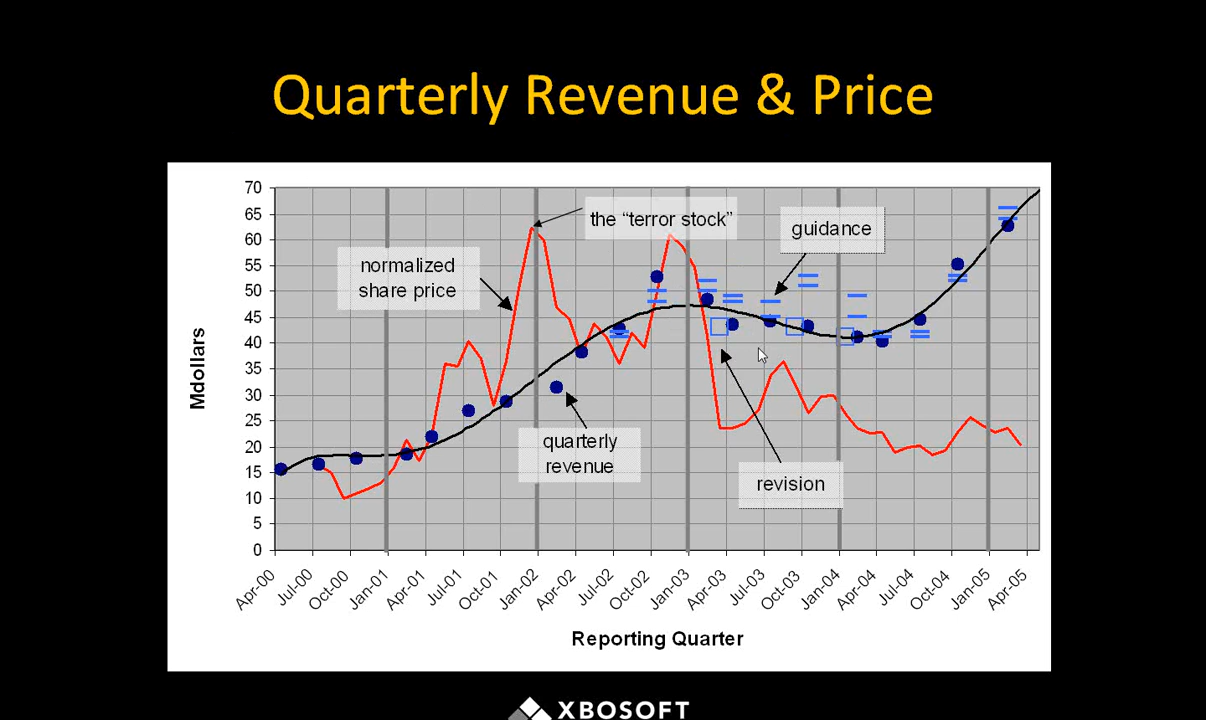 Quarterly Revenue & Price
70
65
60
55
50
45
40
35
30
25
20
15
10
5
0
Mdollars
the “terror stock”
guidance
normalized
share price
quarterly
revenue
revision
Apr-00
Jul-00
Oct-00
Jan-01
Apr-01
Jul-01
Oct-01
Jan-02
Apr-02
Jul-02
Oct-02
Jan-03
Apr-03
Jul-03
Oct-03
Jan-04
Apr-04
Jul-04
Oct-04
Jan-05
Apr-05
Reporting Quarter
XBOSOFT